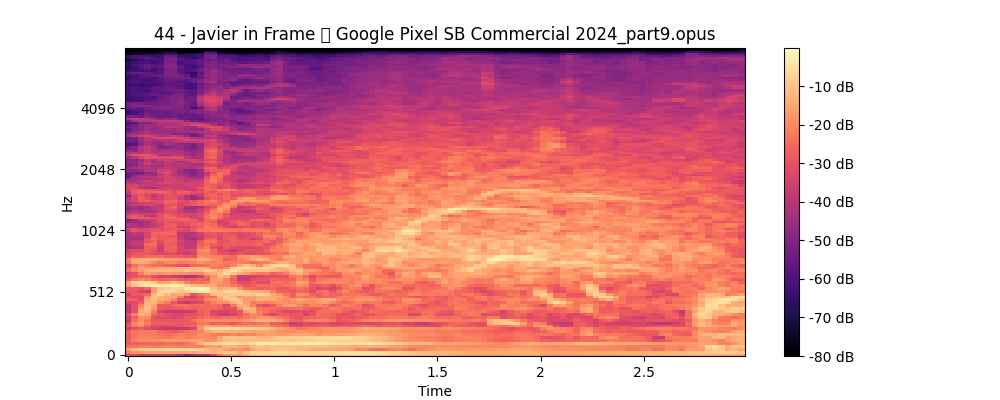 44 - Javier in Frame ▯ Google Pixel SB Commercial 2024_part9.opus
Hz
4096
2048
1024
512
0
0
0.5
1
1.5
2
2.5
Time
-10 dB
-20 dB
-30 dB
-40 dB
-50 dB
-60 dB
-70 dB
-80 dB